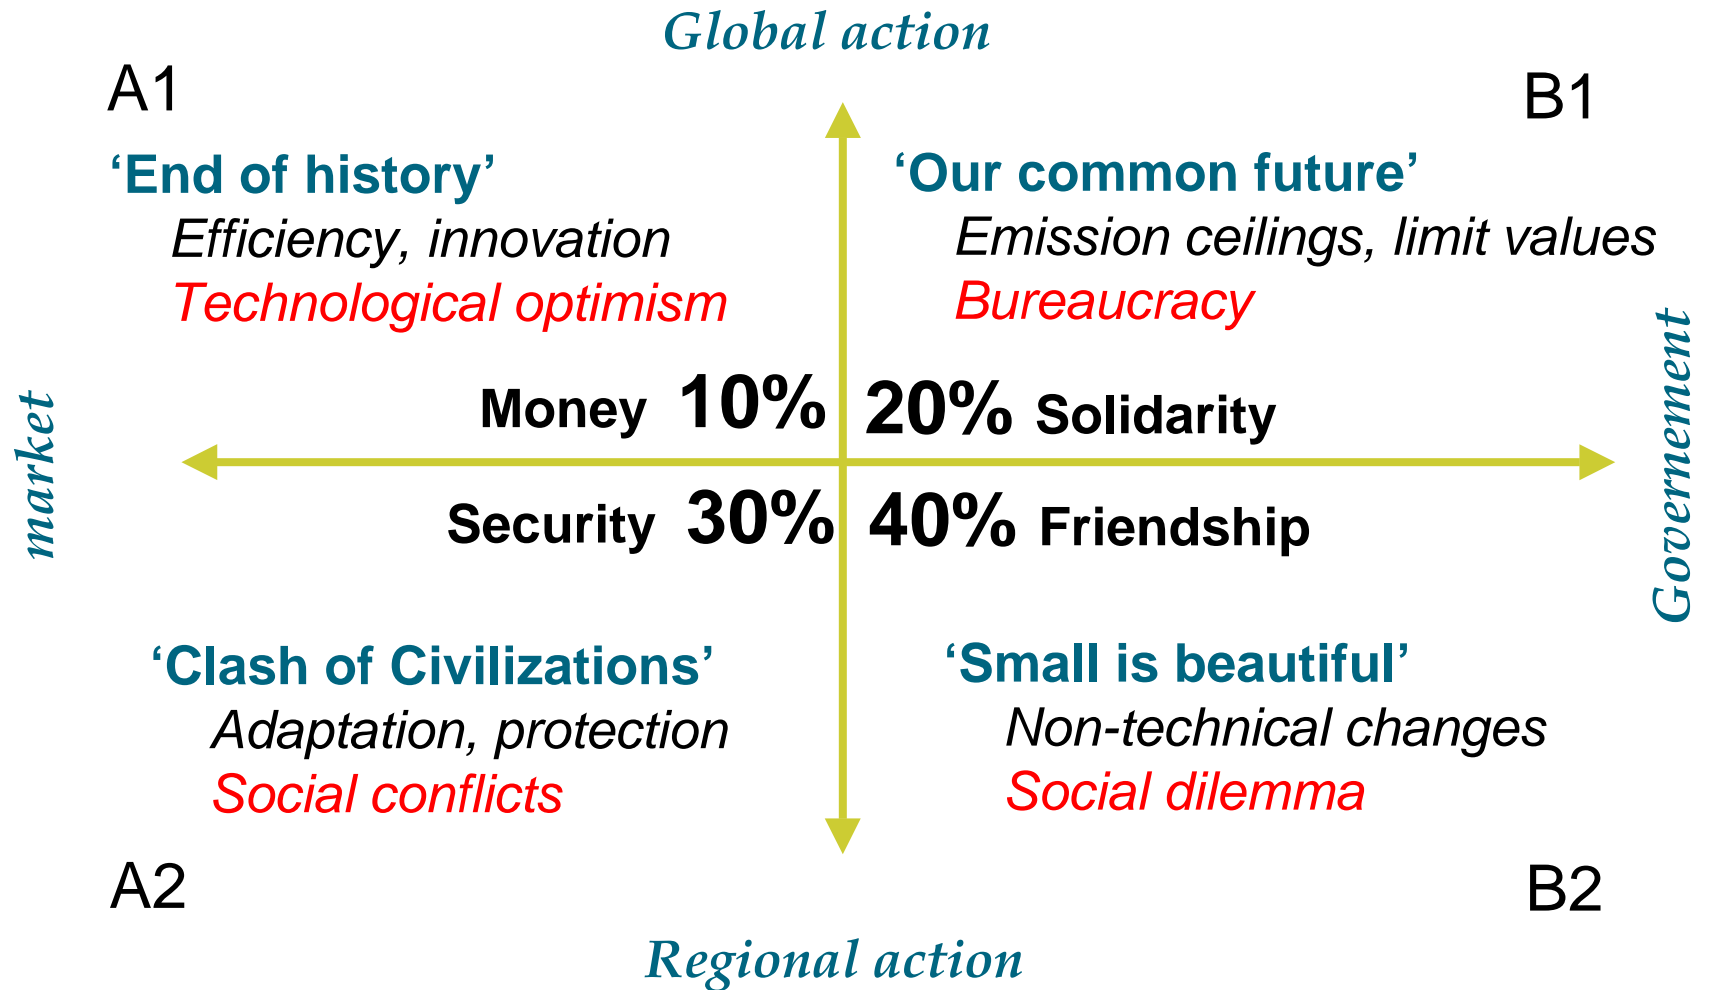 Global action
A1
B1
‘End of history’
Efficiency, innovation
Technological optimism
‘Our common future’
Emission ceilings, limit values
Bureaucracy
market
Governement
Money 10%
20% Solidarity
Security 30%
40% Friendship
‘Clash of Civilizations’
Adaptation, protection
Social conflicts
‘Small is beautiful’
Non-technical changes
Social dilemma
A2
B2
Regional action